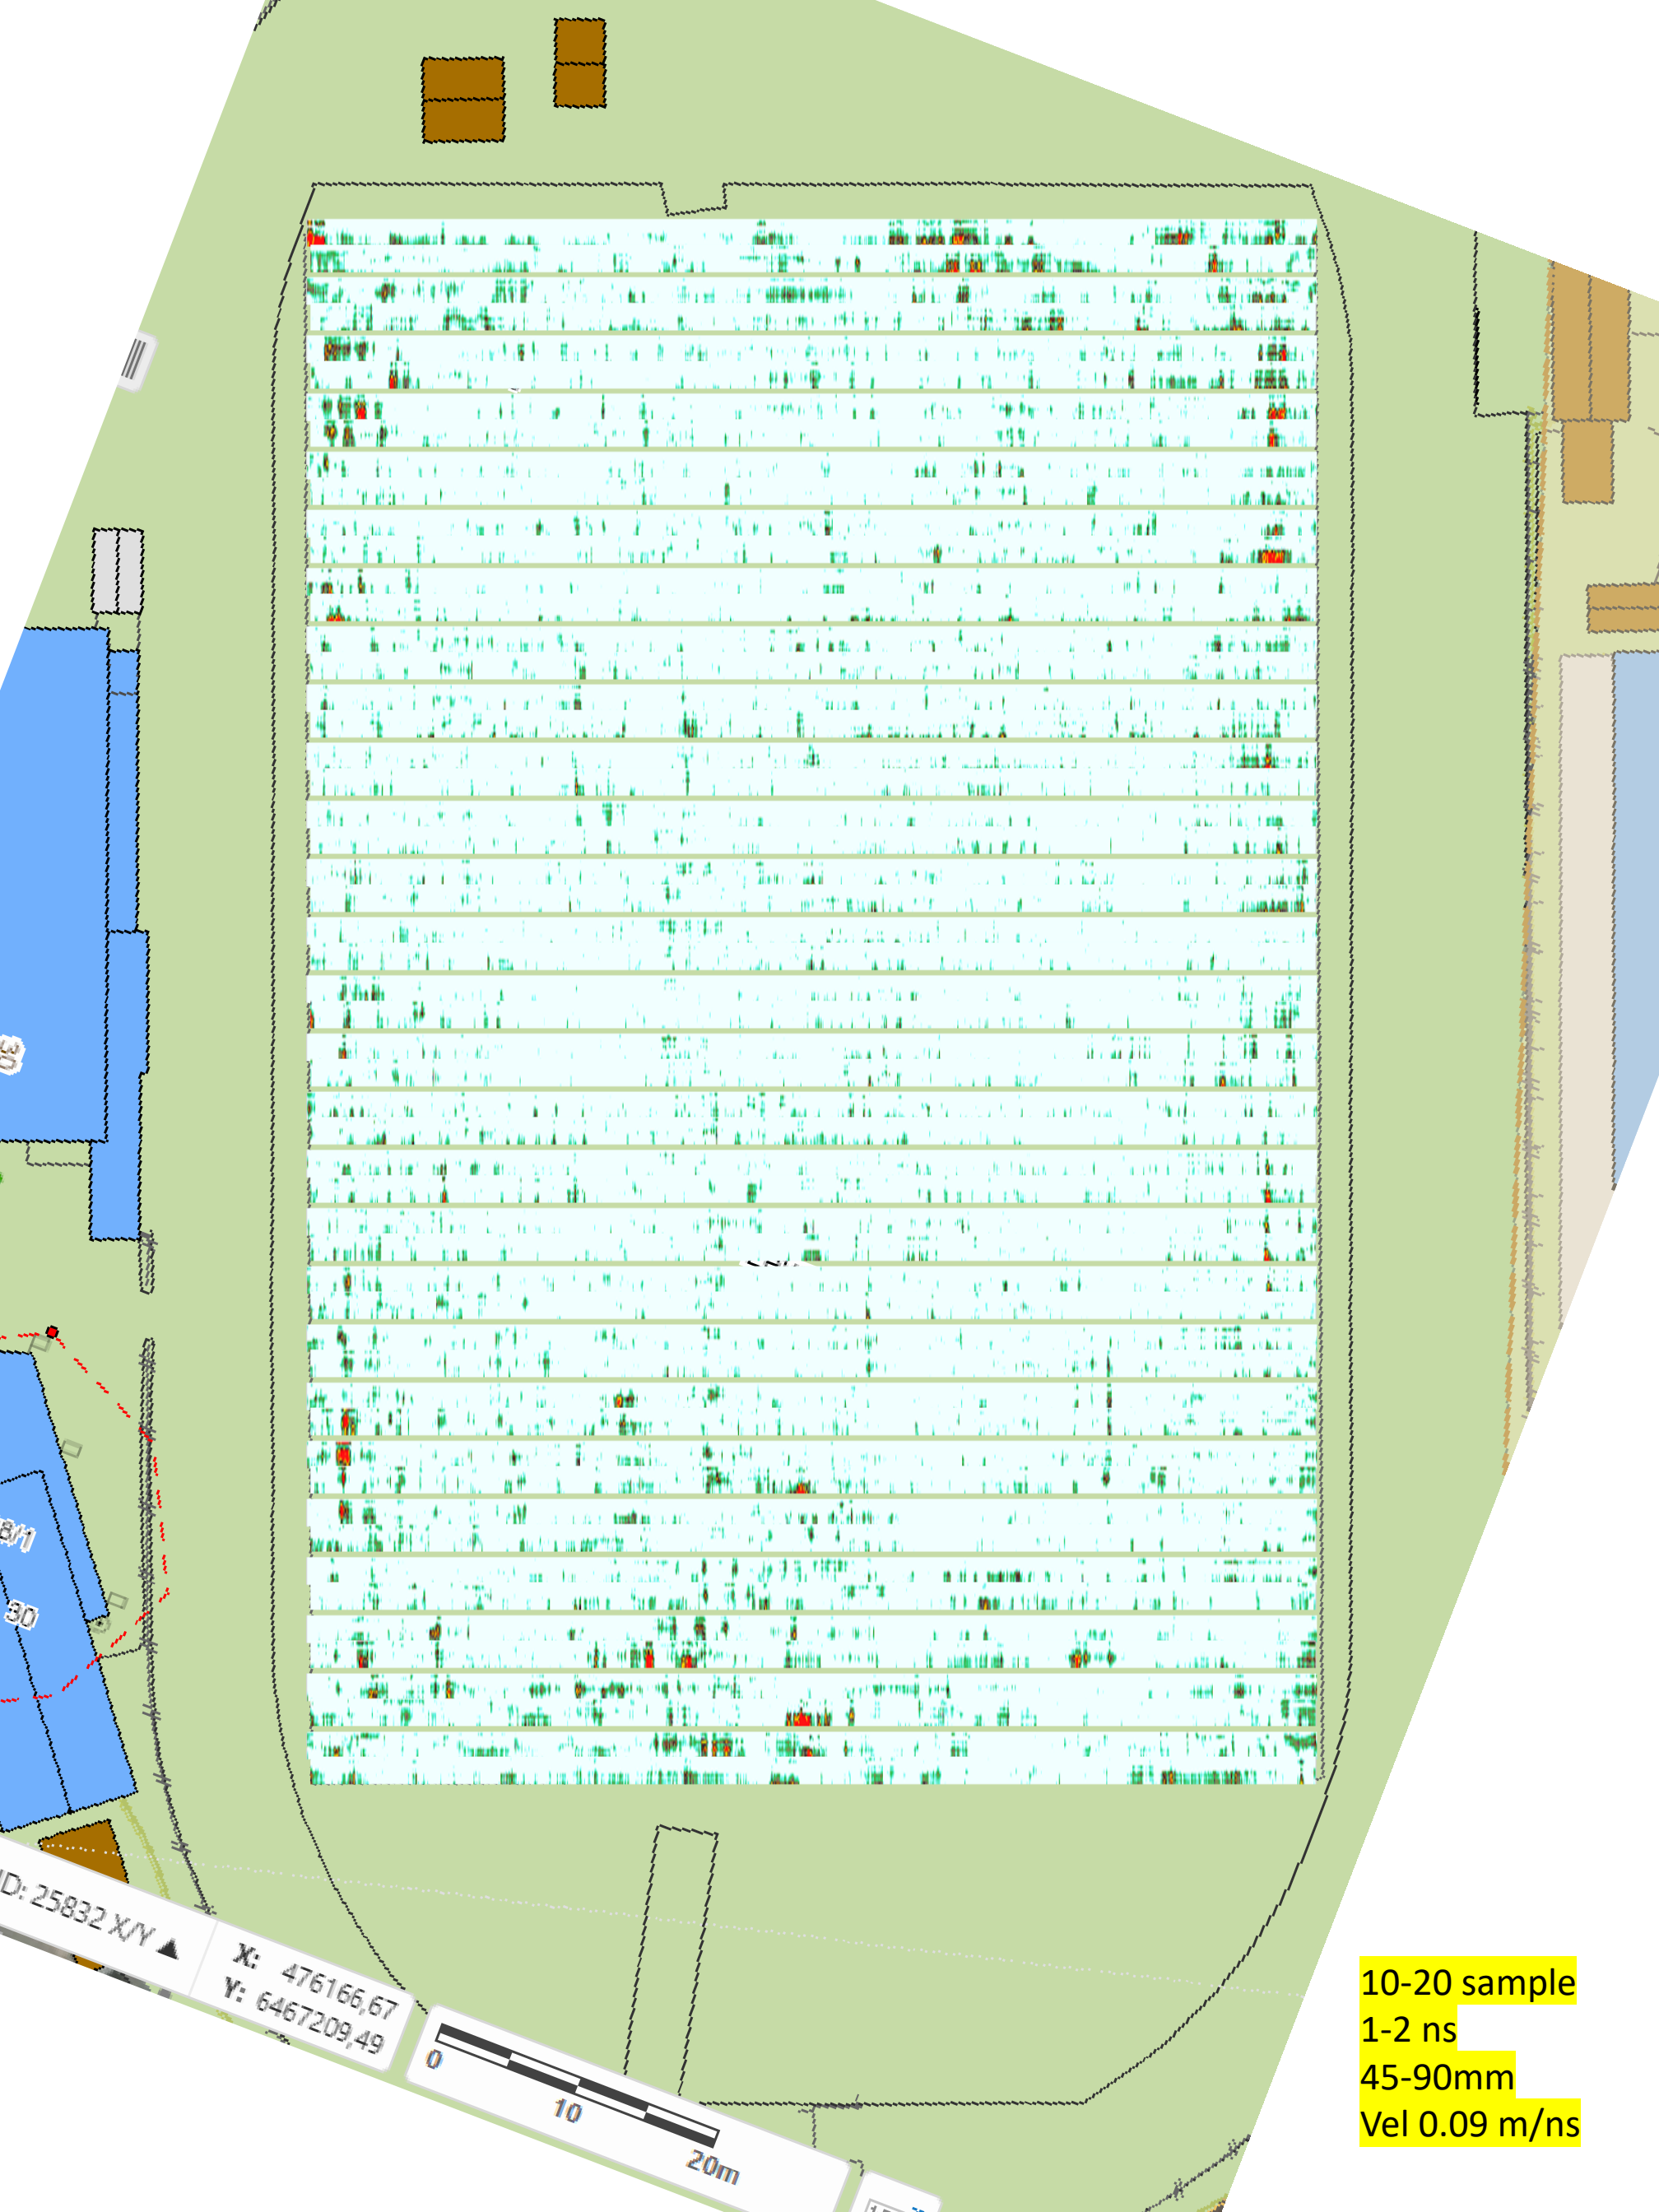 30
ID: 25832 X/Y ▲
X: 476166,67
Y: 6467209,49
0
10
20m
10-20 sample
1-2 ns
45-90mm
Vel 0.09 m/ns